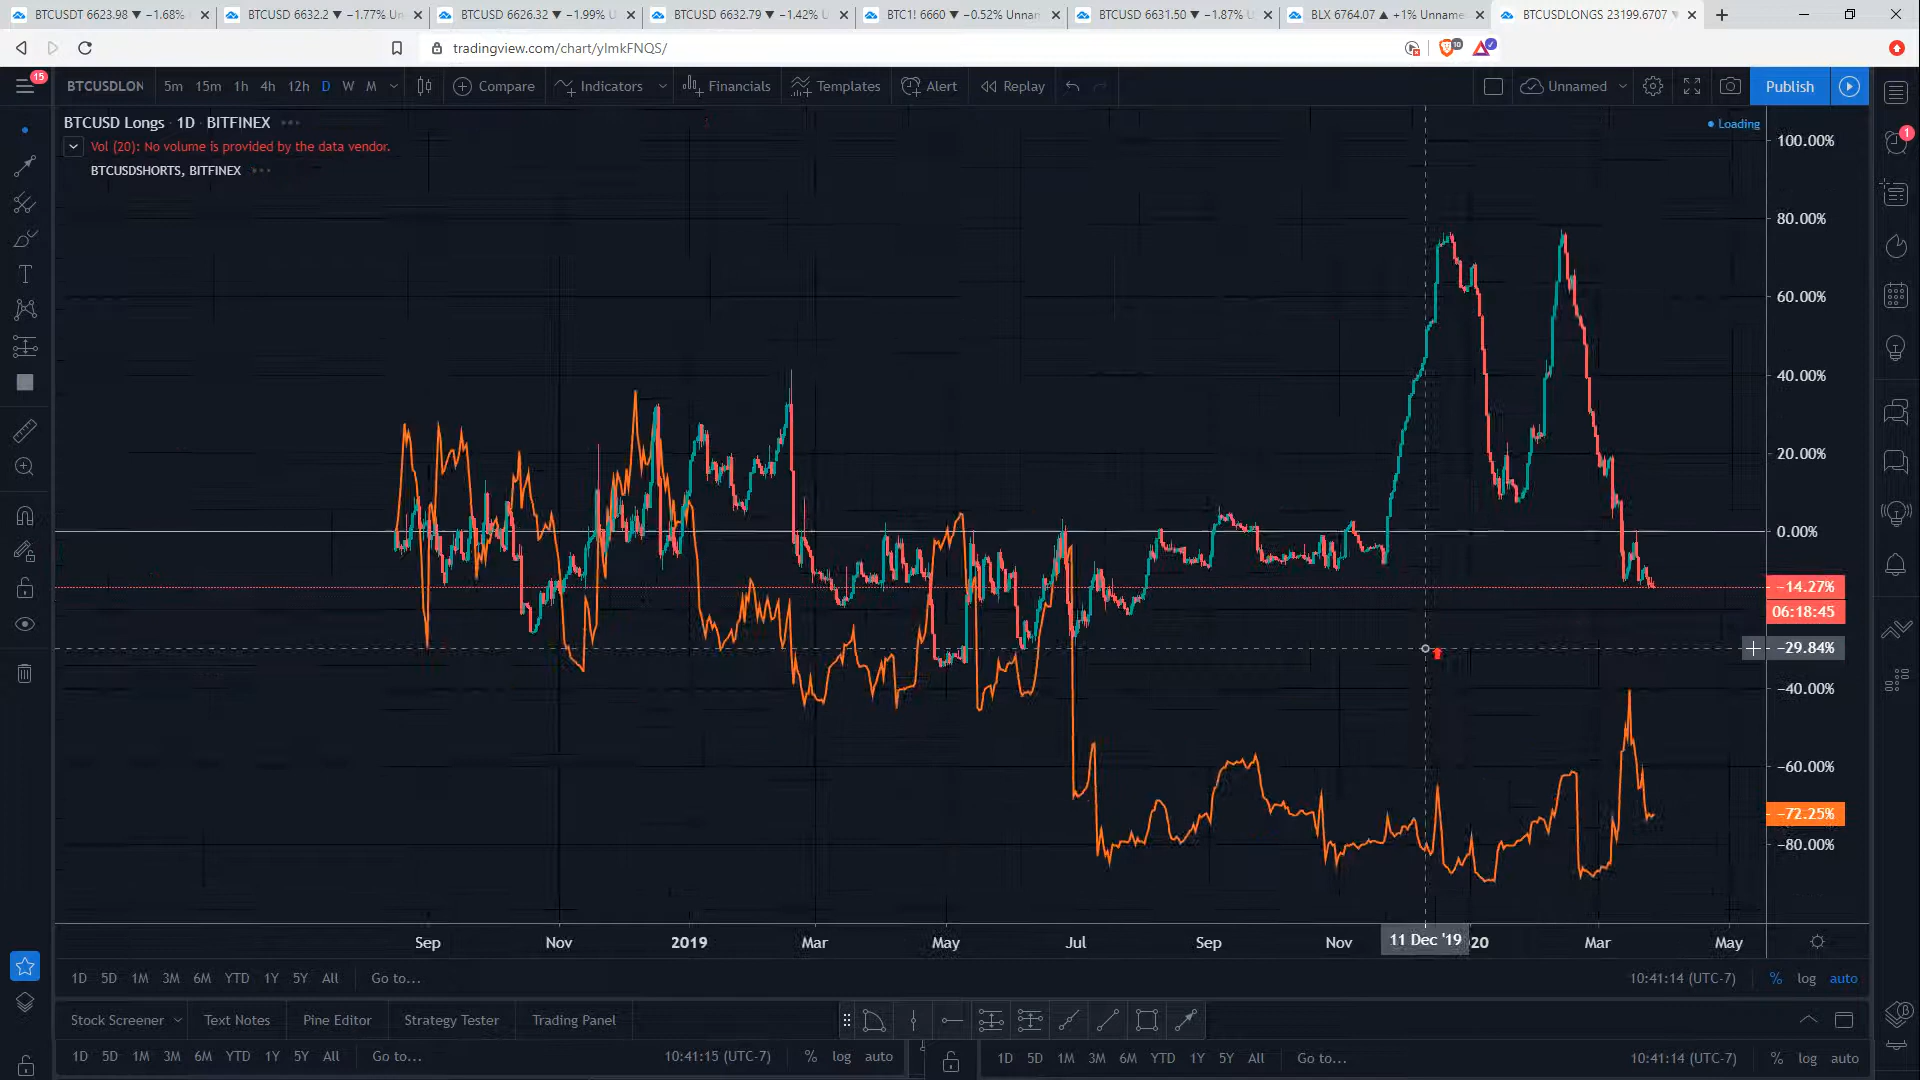 BTCUSDT 6623.98 ▼ −1.68%
BTCUSD 6632.2 ▼ −1.77% Un
BTCUSD 6626.32 ▼ −1.99%
BTCUSD 6632.79 ▼ −1.42%
BTC1! 6660 ▼ −0.52% Unnan
BTCUSD 6631.50 ▼ −1.87%
BLX 6764.07 ▲ +1% Unname
BTCUSDLONGS 23199.6707 ▼
tradingview.com/chart/yImkFNQS/
10
15
BTCUSDLON 5m 15m 1h 4h 12h D W M Compare Indicators Financials Templates Alert Replay Unnamed Publish
BTCUSD Longs · 1D · BITFINEX
Loading
Vol (20): No volume is provided by the data vendor.
BTCUSDSHORTS, BITFINEX
1
100.00%
80.00%
60.00%
40.00%
20.00%
0.00%
−14.27%
06:18:45
−29.84%
−40.00%
−60.00%
−72.25%
−80.00%
Sep Nov 2019 Mar May Jul Sep Nov 11 Dec '19 20 Mar May
1D 5D 1M 3M 6M YTD 1Y 5Y All Go to... 10:41:14 (UTC-7) % log auto
Stock Screener Text Notes Pine Editor Strategy Tester Trading Panel
1D 5D 1M 3M 6M YTD 1Y 5Y All Go to... 10:41:15 (UTC-7) % log auto
1D 5D 1M 3M 6M YTD 1Y 5Y All Go to... 10:41:14 (UTC-7) % log auto